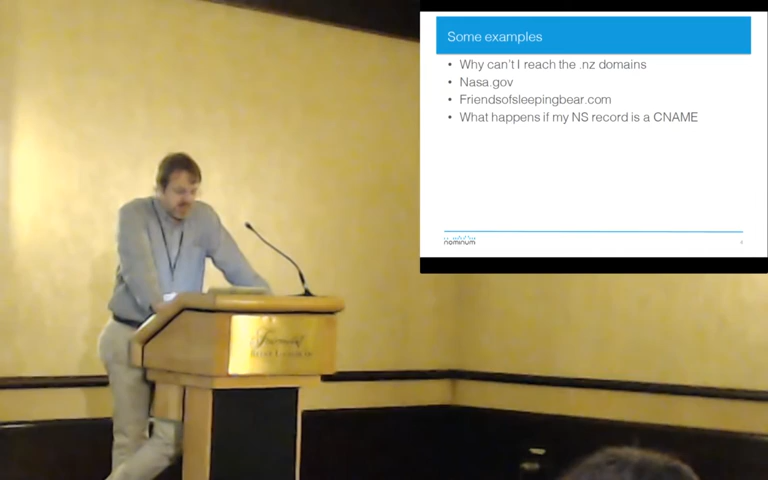 Some examples
• Why can't I reach the .nz domains
• Nasa.gov
• Friendsofsleepingbear.com
• What happens if my NS record is a CNAME
nominum
Fairmont